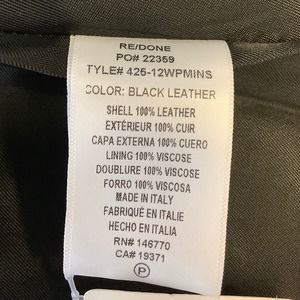 RE/DONE
PO# 22359
TYLE# 425-12WPMINS
COLOR: BLACK LEATHER
SHELL 100% LEATHER
EXTÉRIEUR 100% CUIR
CAPA EXTERNA 100% CUERO
LINING 100% VISCOSE
DOUBLURE 100% VISCOSE
FORRO 100% VISCOSE
MADE IN ITALY
FABRIQUÉ EN ITALIE
HECHO EN ITALIA
RN# 146770
CA# 19371
P